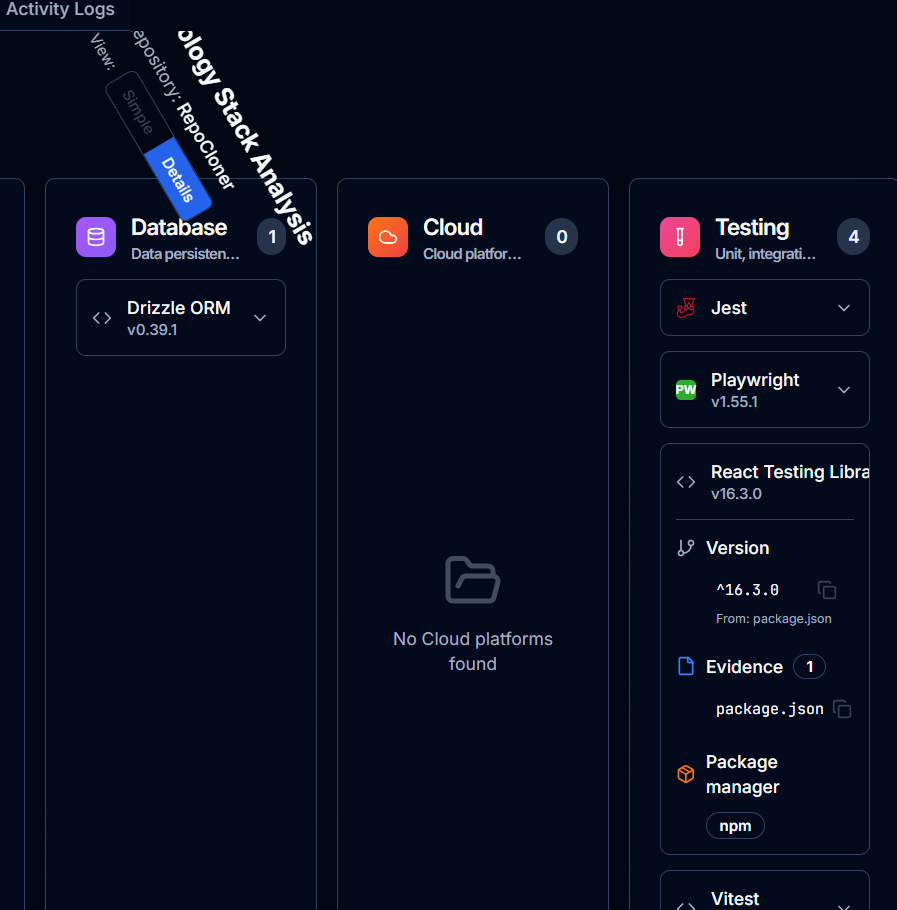 Activity Logs
ology Stack Analysis
epository: RepoCloner
View:
Simple
Details
Database
1
Data persisten...
Drizzle ORM
v0.39.1
Cloud
0
Cloud platfor...
No Cloud platforms
found
Testing
4
Unit, integrati...
Jest
PW
Playwright
v1.55.1
React Testing Libra
v16.3.0
Version
^16.3.0
From: package.json
Evidence
1
package.json
Package
manager
npm
Vitest